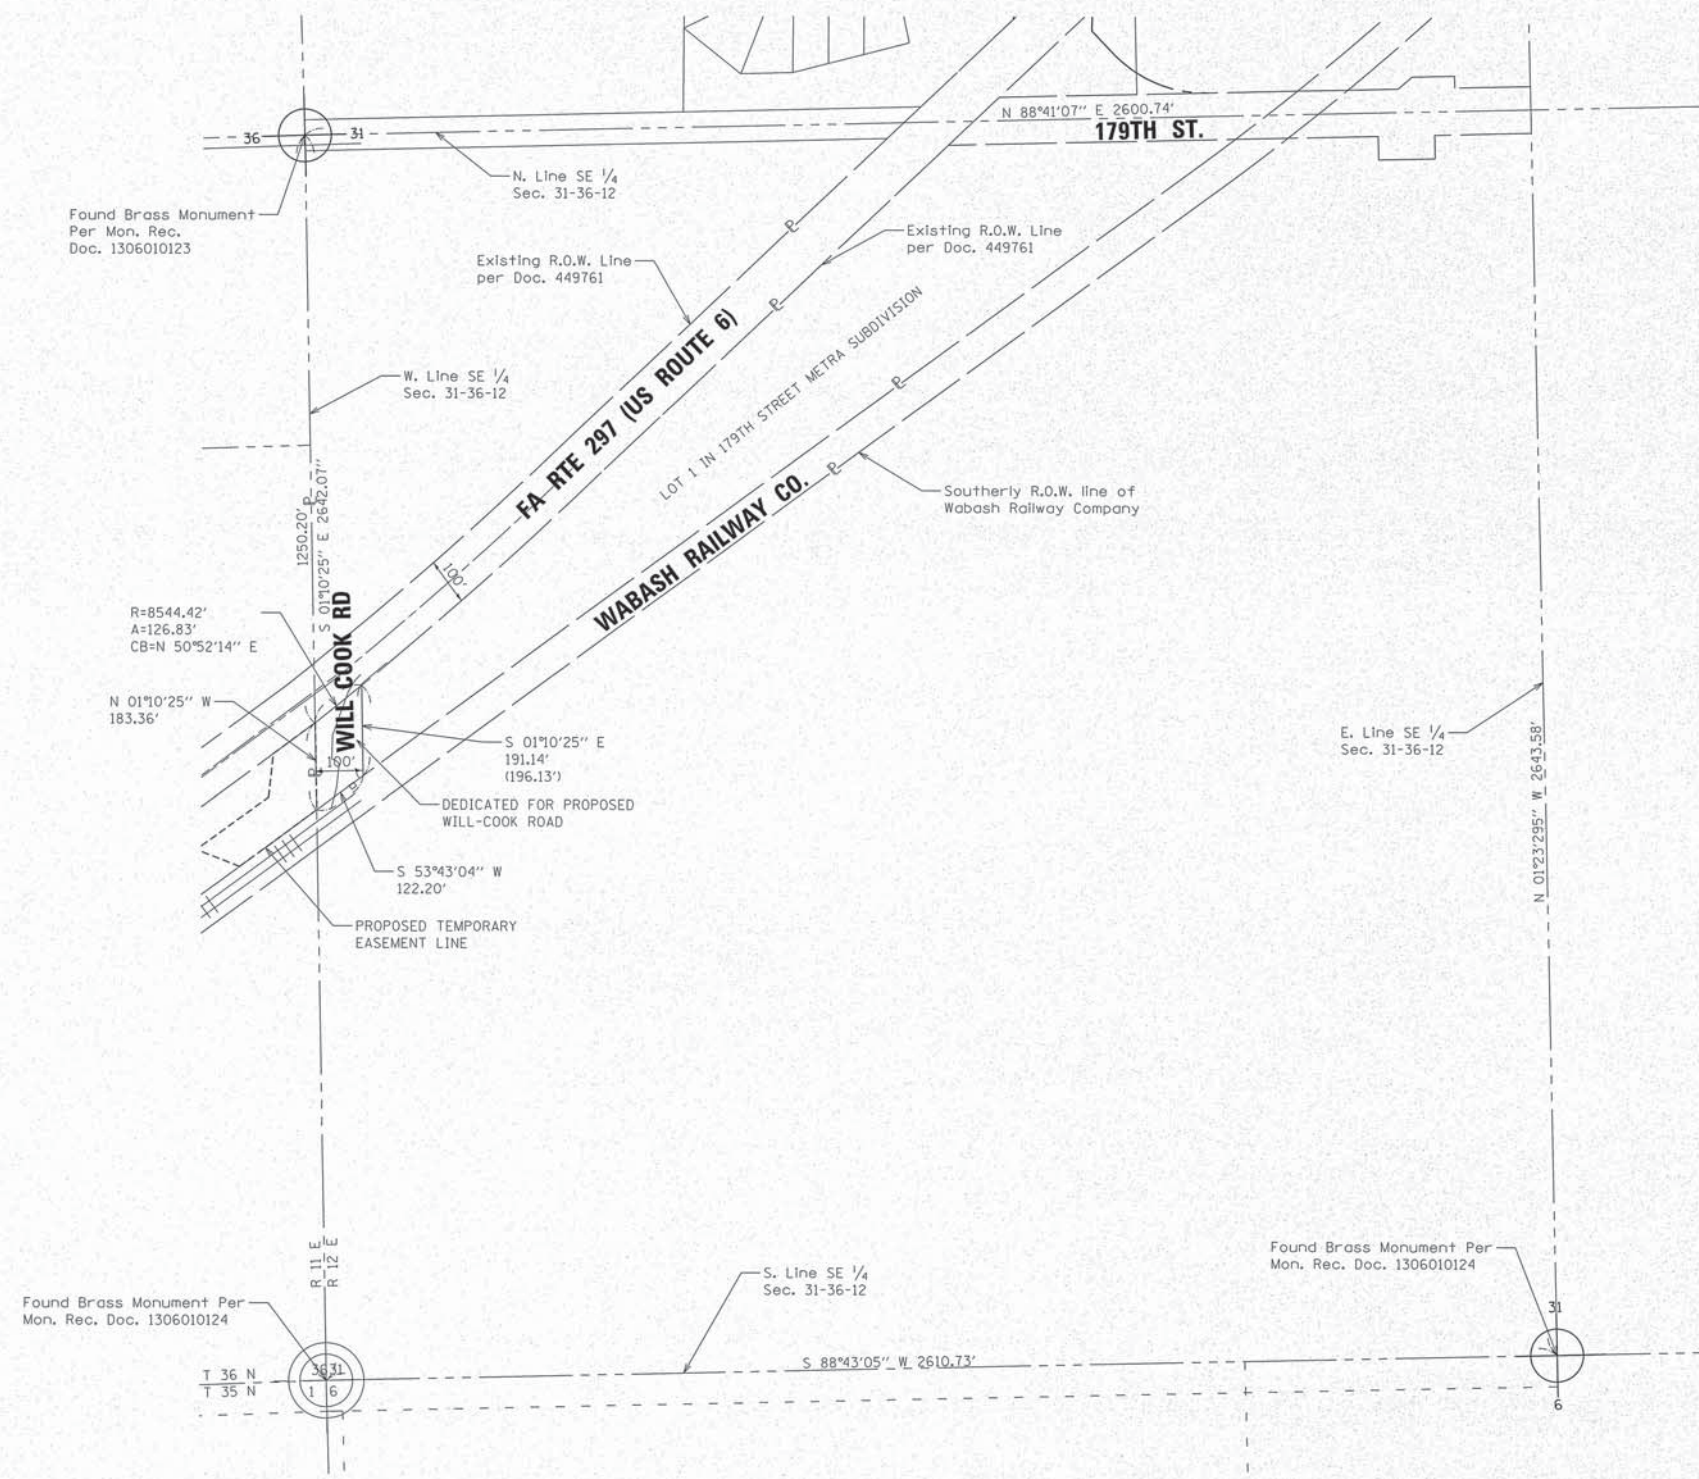 N 88°41'07" E 2600.74'
179TH ST.
36
31
N. Line SE 1/4
Sec. 31-36-12
Found Brass Monument
Per Mon. Rec.
Doc. 1306010123
Existing R.O.W. Line
per Doc. 449761
Existing R.O.W. Line
per Doc. 449761
FA RTE 297 (US ROUTE 6)
LOT 1 IN 179TH STREET METRA SUBDIVISION
W. Line SE 1/4
Sec. 31-36-12
Southerly R.O.W. line of
Wabash Railway Company
WABASH RAILWAY CO.
1250.20'
S 01°10'25" E 2642.07"
100'
WILL COOK RD
R=8544.42'
A=126.83'
CB=N 50°52'14" E
N 01°10'25" W
183.36'
100'
S 01°10'25" E
191.14'
(196.13')
DEDICATED FOR PROPOSED
WILL-COOK ROAD
S 53°43'04" W
122.20'
PROPOSED TEMPORARY
EASEMENT LINE
E. Line SE 1/4
Sec. 31-36-12
N 01°23'295" W 2643.58'
R 11 E
R 12 E
Found Brass Monument Per
Mon. Rec. Doc. 1306010124
S. Line SE 1/4
Sec. 31-36-12
Found Brass Monument Per
Mon. Rec. Doc. 1306010124
31
S 88°43'05" W 2610.73'
T 36 N
T 35 N
36 31
1 6
6
P
P
P
P
P
P
P